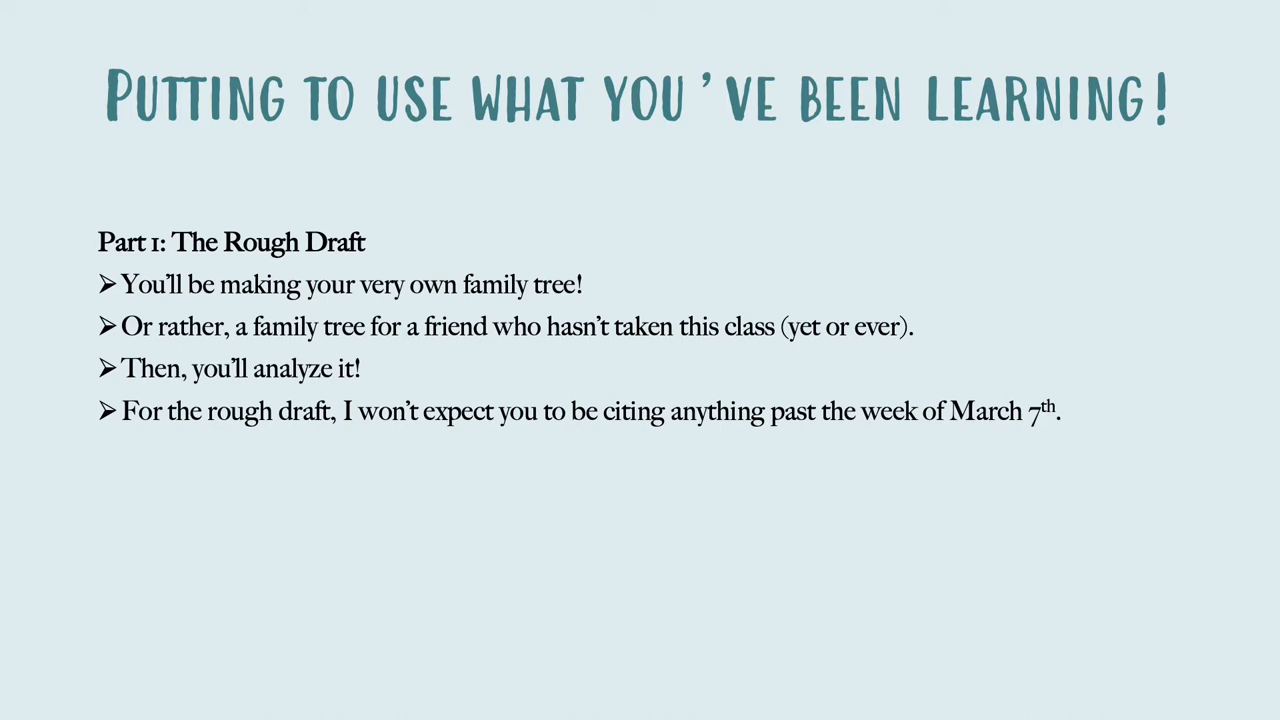 PUTTING TO USE WHAT YOU'VE BEEN LEARNING!
Part 1: The Rough Draft
➢You'll be making your very own family tree!
➢Or rather, a family tree for a friend who hasn't taken this class (yet or ever).
➢Then, you'll analyze it!
➢For the rough draft, I won't expect you to be citing anything past the week of March 7th.